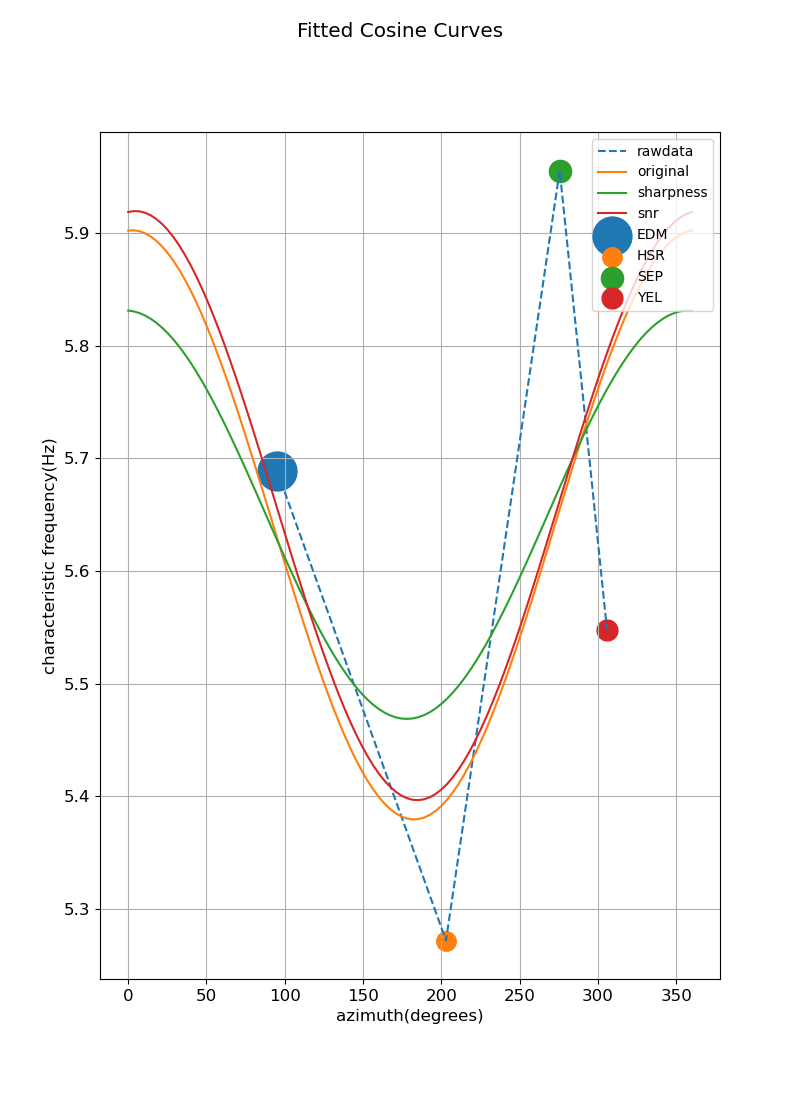 Fitted Cosine Curves
rawdata
original
sharpness
snr
EDM
HSR
SEP
YEL
characteristic frequency(Hz)
5.9
5.8
5.7
5.6
5.5
5.4
5.3
0 50 100 150 200 250 300 350
azimuth(degrees)